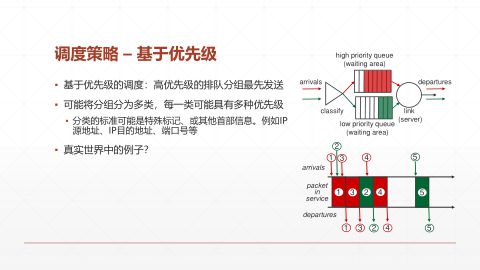 调度策略 – 基于优先级
▪ 基于优先级的调度：高优先级的排队分组最先发送
▪ 可能将分组分为多类，每一类可能具有多种优先级
▪ 分类的标准可能是特殊标记、或其他首部信息。例如IP
源地址、IP目的地址、端口号等
▪ 真实世界中的例子?
high priority queue
(waiting area)
arrivals
departures
classify
link
(server)
low priority queue
(waiting area)
②
① ③ ④ ⑤
arrivals
packet
in
service
① ③ ② ④ ⑤
departures
① ③ ② ④ ⑤